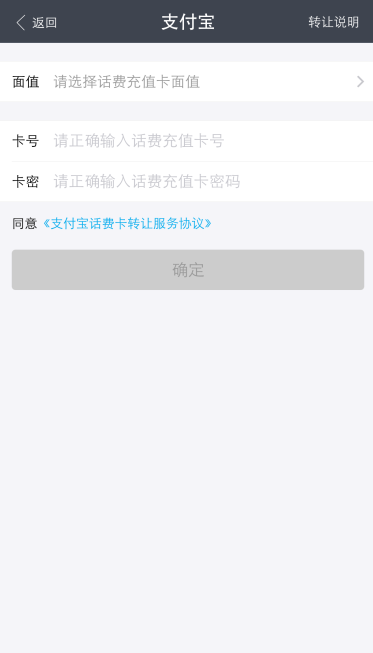 返回 支付宝 转让说明
面值 请选择话费充值卡面值
卡号 请正确输入话费充值卡号
卡密 请正确输入话费充值卡密码
同意《支付宝话费卡转让服务协议》
确定